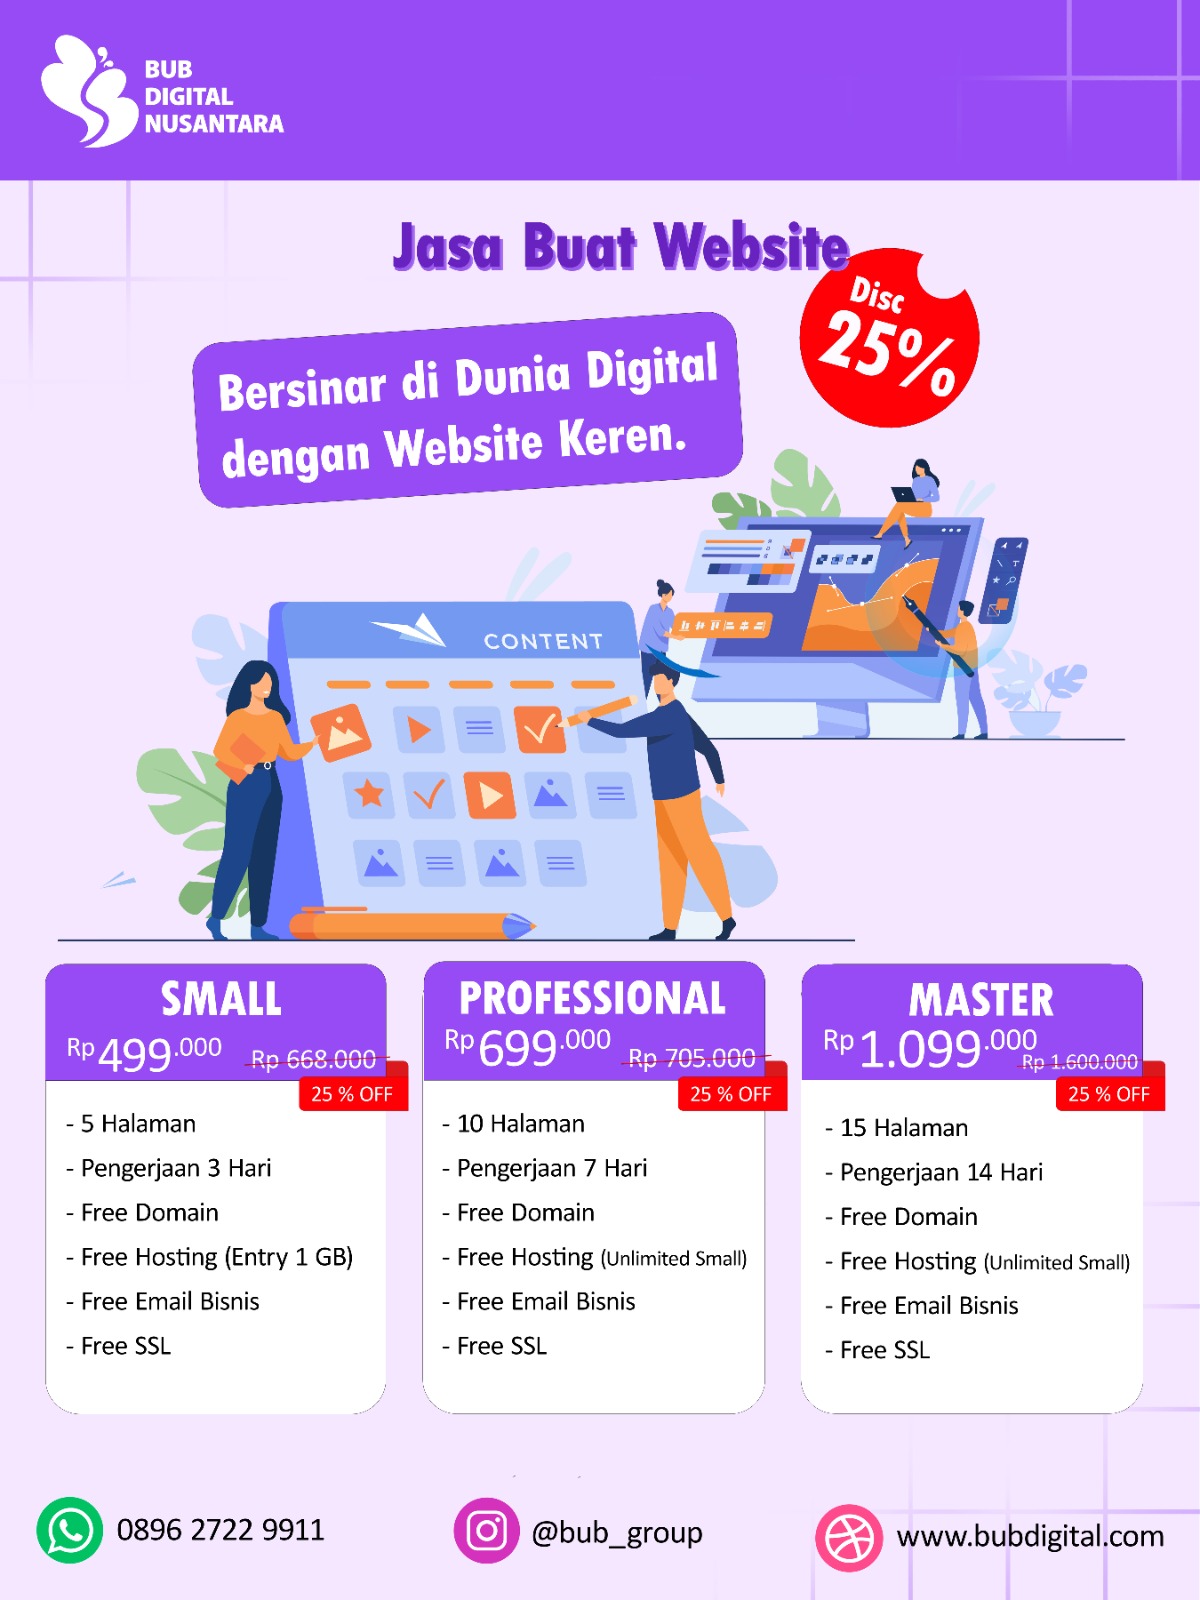 BUB
DIGITAL
NUSANTARA
Jasa Buat Website
Disc
25%
Bersinar di Dunia Digital
dengan Website Keren.
CONTENT
SMALL
Rp 499.000 Rp 668.000
25 % OFF
- 5 Halaman
- Pengerjaan 3 Hari
- Free Domain
- Free Hosting (Entry 1 GB)
- Free Email Bisnis
- Free SSL
PROFESSIONAL
Rp 699.000 Rp 705.000
25 % OFF
- 10 Halaman
- Pengerjaan 7 Hari
- Free Domain
- Free Hosting (Unlimited Small)
- Free Email Bisnis
- Free SSL
MASTER
Rp 1.099.000 Rp 1.600.000
25 % OFF
- 15 Halaman
- Pengerjaan 14 Hari
- Free Domain
- Free Hosting (Unlimited Small)
- Free Email Bisnis
- Free SSL
0896 2722 9911
@bub_group
www.bubdigital.com